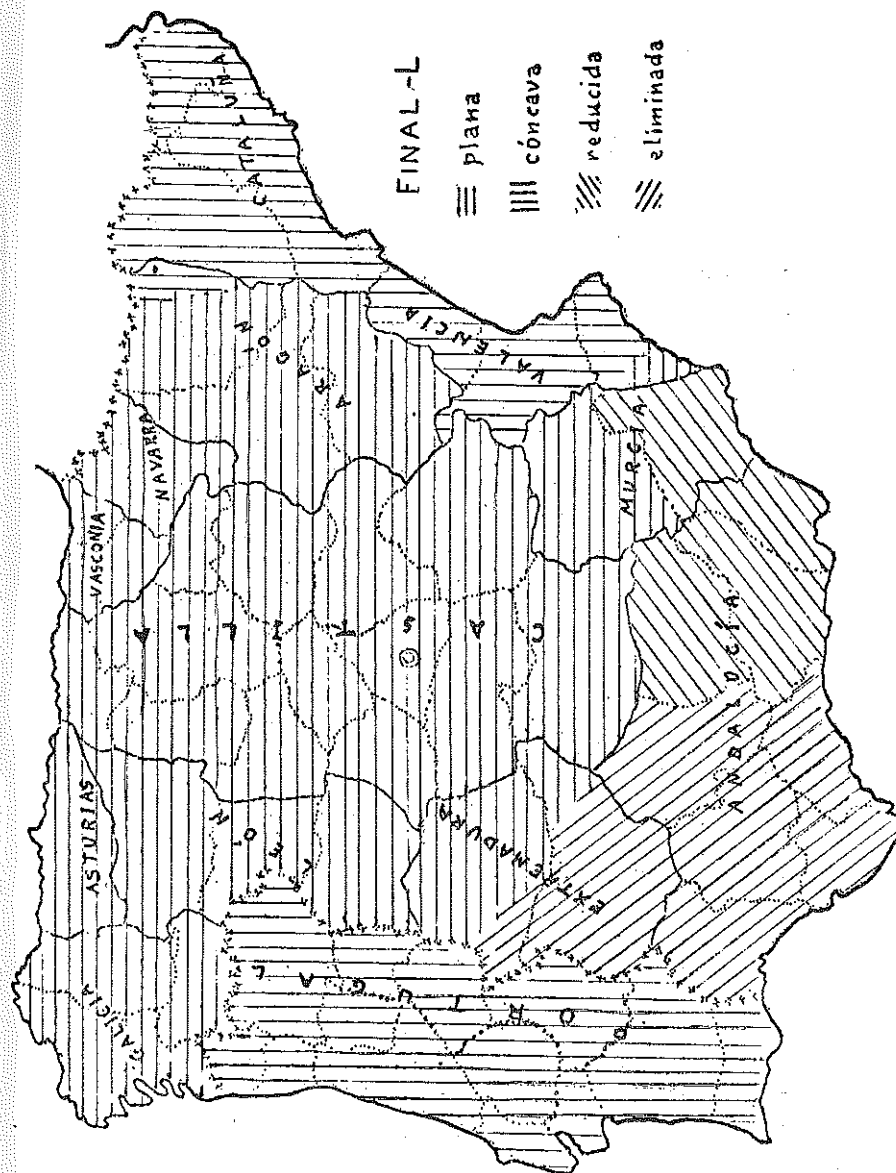 FINAL -L
plana
cóncava
reducida
eliminada
GALICIA
ASTURIAS
VASCONIA
NAVARRA
ARAGÓN
CATALUÑA
LEÓN
CASTILLA
VALENCIA
PORTUGAL
EXTREMADURA
MURCIA
ANDALUCÍA